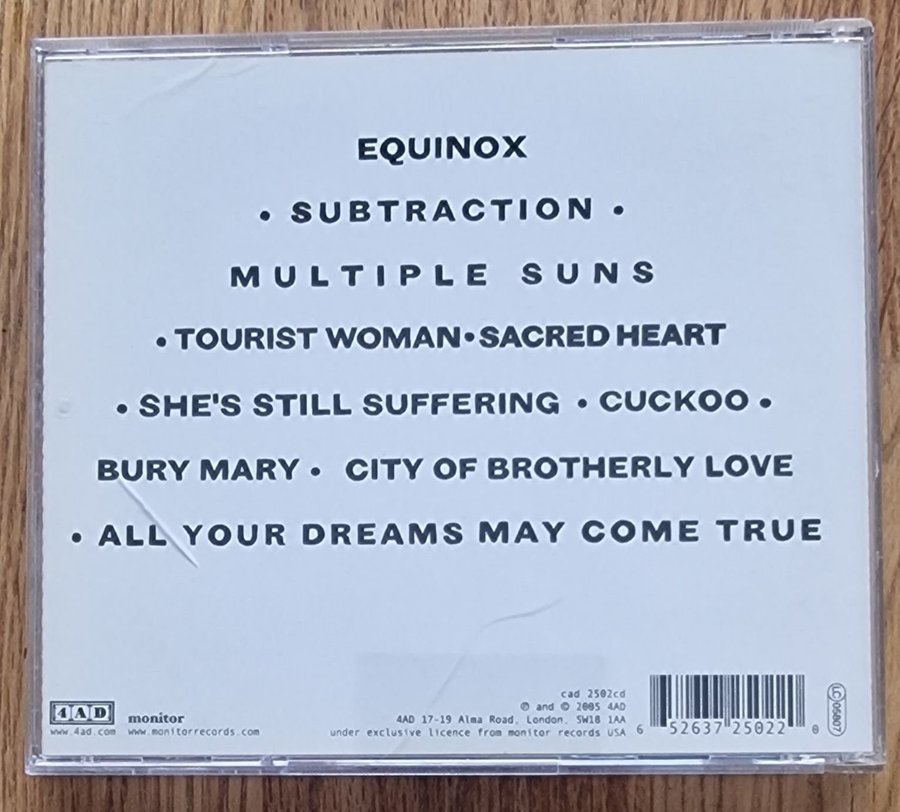 EQUINOX
• SUBTRACTION •
MULTIPLE SUNS
• TOURIST WOMAN • SACRED HEART
• SHE'S STILL SUFFERING • CUCKOO •
BURY MARY • CITY OF BROTHERLY LOVE
• ALL YOUR DREAMS MAY COME TRUE
cad 2502cd
℗ and © 2005 4AD
4AD 17-19 Alma Road, London. SW18 1AA
under exclusive licence from monitor records USA
4AD monitor
www.4ad.com www.monitorrecords.com
6 52637 25022 0
LC 05807